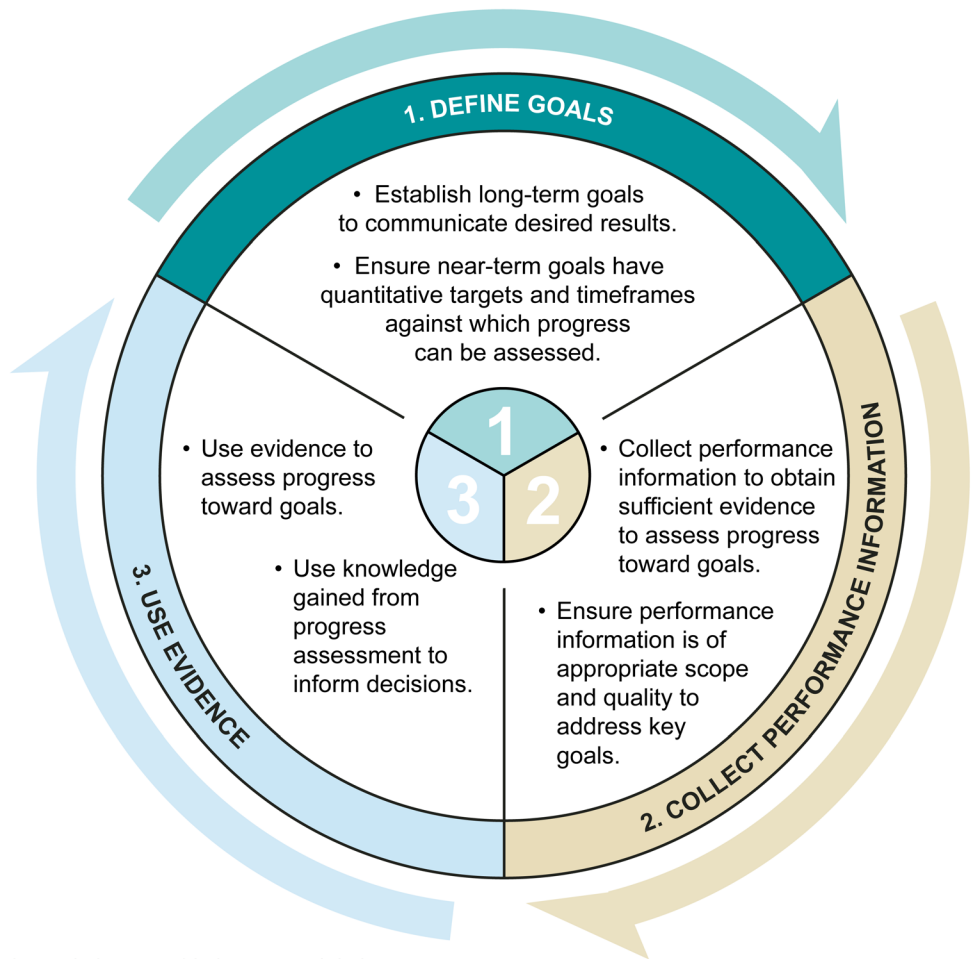 1. DEFINE GOALS
• Establish long-term goals
to communicate desired results.
• Ensure near-term goals have
quantitative targets and timeframes
against which progress
can be assessed.
1
2
3
2. COLLECT PERFORMANCE INFORMATION
• Collect performance
information to obtain
sufficient evidence
to assess progress
toward goals.
• Ensure performance
information is of
appropriate scope
and quality to
address key
goals.
3. USE EVIDENCE
• Use evidence to
assess progress
toward goals.
• Use knowledge
gained from
progress
assessment to
inform decisions.